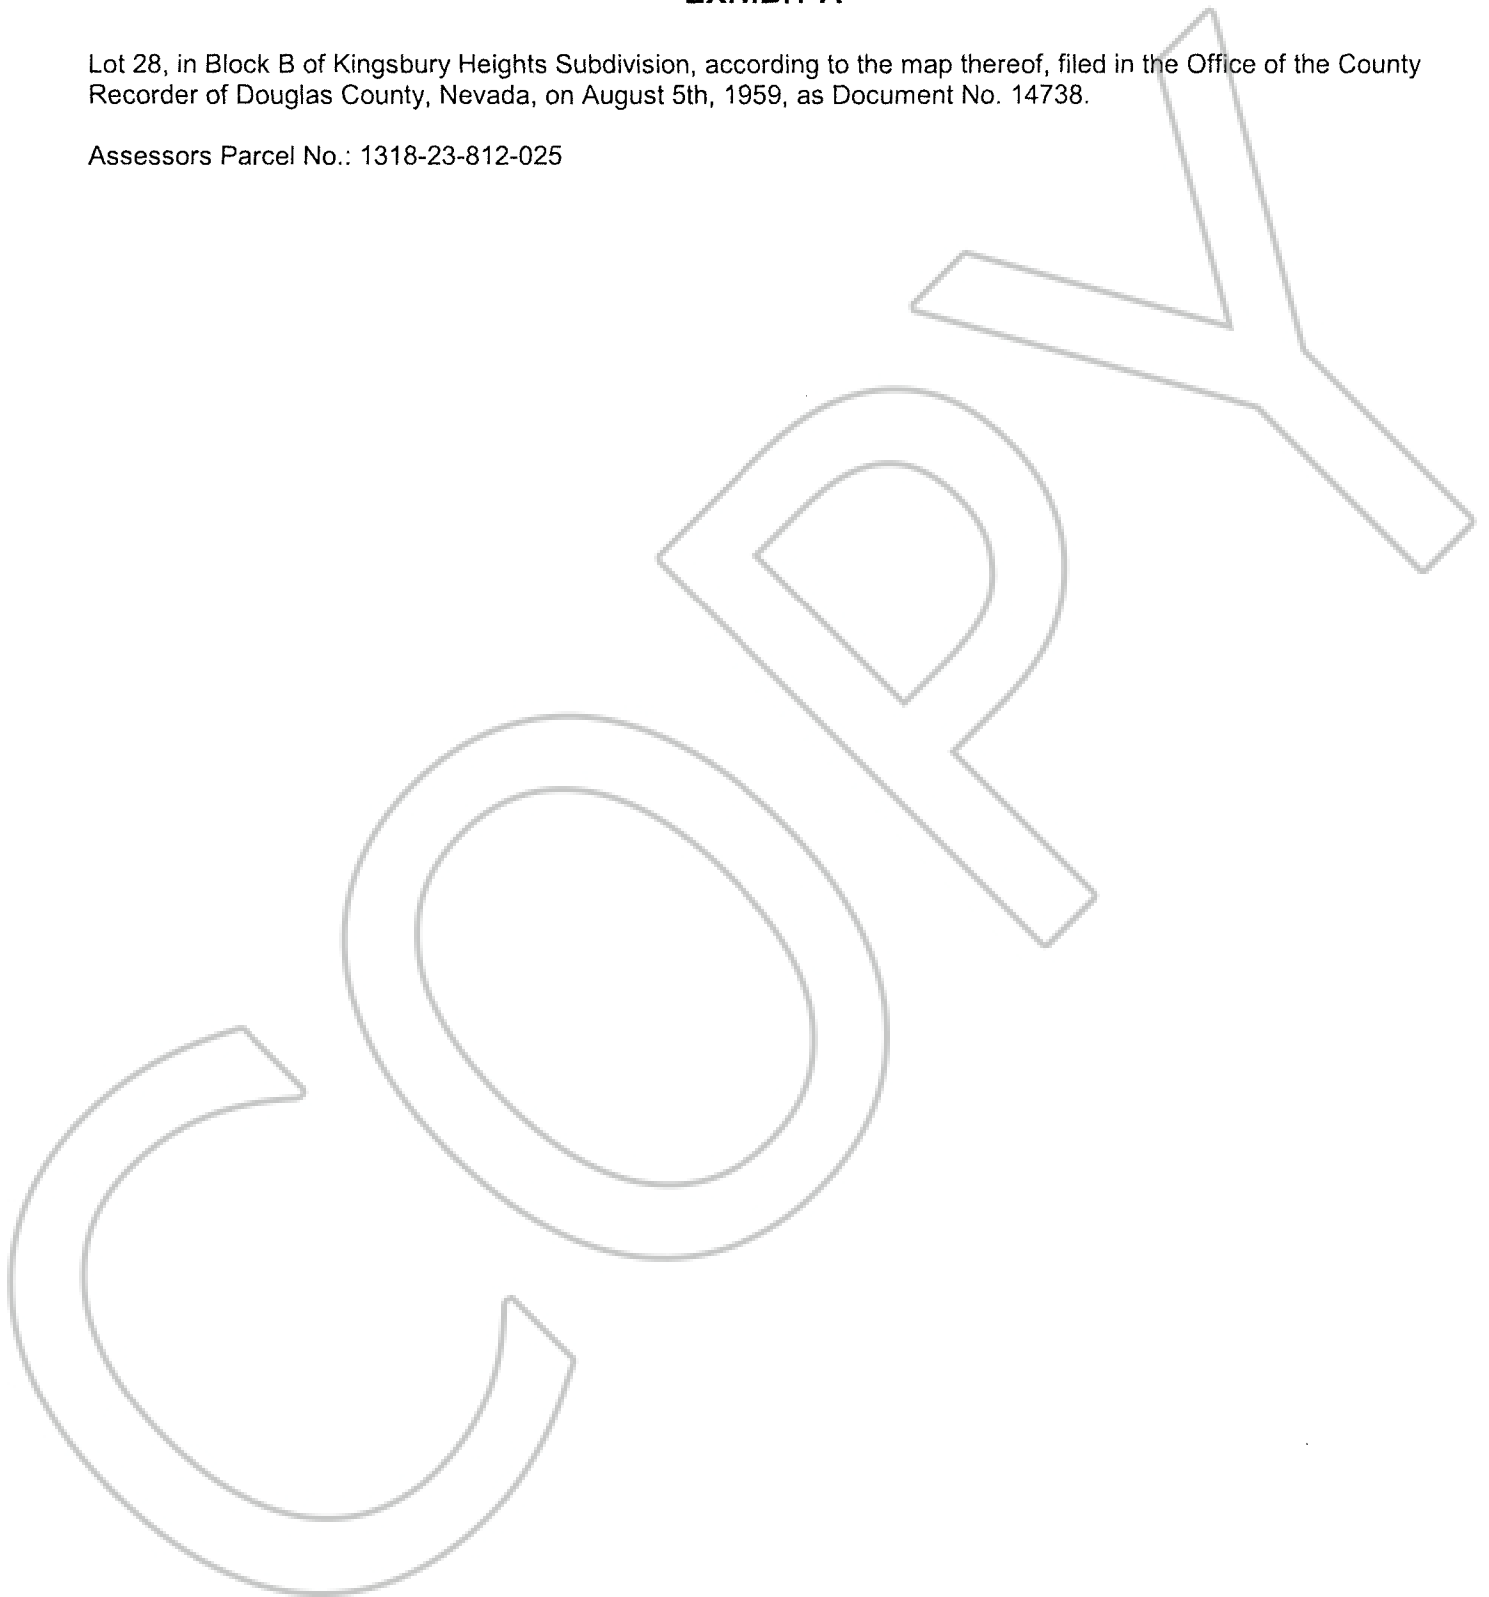 EXHIBIT A
Lot 28, in Block B of Kingsbury Heights Subdivision, according to the map thereof, filed in the Office of the County
Recorder of Douglas County, Nevada, on August 5th, 1959, as Document No. 14738.
Assessors Parcel No.: 1318-23-812-025
COPY